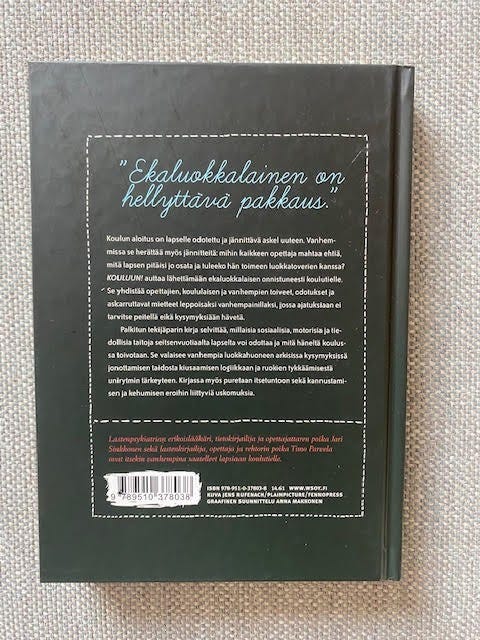 "Ekaluokkalainen on
hellyttävä pakkaus."
Koulun aloitus on lapselle odotettu ja jännittävä askel uuteen. Vanhem-
missa se herättää myös jännitteitä: mihin kaikkeen opettaja mahtaa ehtiä,
mitä lapsen pitäisi jo osata ja tuleeko hän toimeen luokkatoverien kanssa?
KOULUUN! auttaa lähettämään ekaluokkalaisen onnistuneesti koulutielle.
Se yhdistää opettajien, koululaisen ja vanhempien toiveet, odotukset ja
askarruttavat mietteet leppoisaksi vanhempainillaksi, jossa ajatuksiaan ei
tarvitse peitellä eikä kysymyksiään hävetä.
Palkitun tekijäparin kirja selvittää, millaisia sosiaalisia, motorisia ja tie-
dollisia taitoja seitsenvuotiaalta lapselta voi odottaa ja mitä häneltä koulus-
sa toivotaan. Se valaisee vanhempia luokkahuoneen arkisissa kysymyksissä
jonottamisen taidosta kiusaamisen logiikkaan ja ruokien tykkäämisestä
unirytmin tärkeyteen. Kirjassa myös puretaan itsetuntoon sekä kannustami-
sen ja kehumisen eroihin liittyviä uskomuksia.
Lastenpsykiatrian erikoislääkäri, tietokirjailija ja opettajattaren poika Jari
Sinkkonen sekä lastenkirjailija, opettaja ja rehtorin poika Timo Parvela
ovat itsekin vanhempina saatelleet lapsiaan koulutielle.
9 789510 378038
ISBN 978-951-0-37803-8 14.61 WWW.WSOY.FI
KUVA JENS RUFENACH/PLAINPICTURE/FENNOPRESS
GRAAFINEN SUUNNITTELU ANNA MAKKONEN